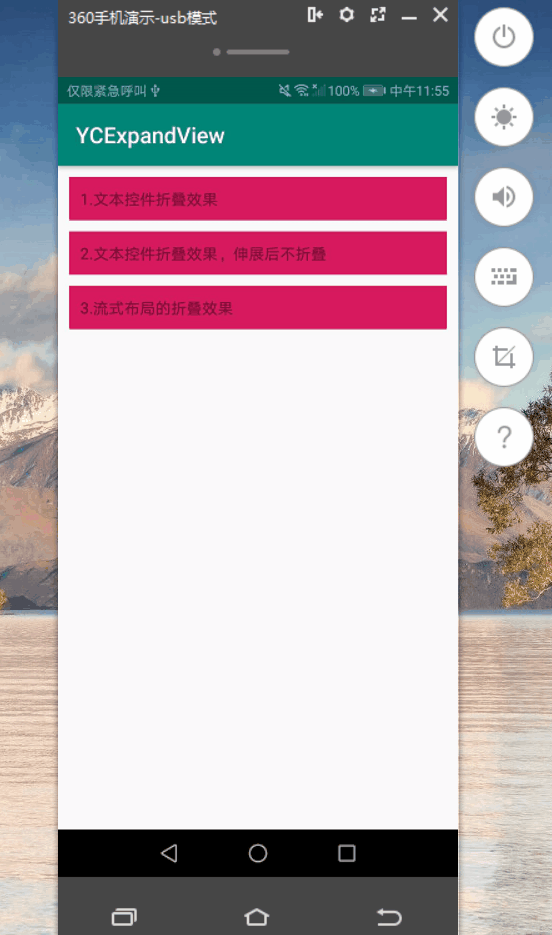 360手机演示-usb模式
仅限紧急呼叫 100% 中午11:55
YCExpandView
1.文本控件折叠效果
2.文本控件折叠效果，伸展后不折叠
3.流式布局的折叠效果
?